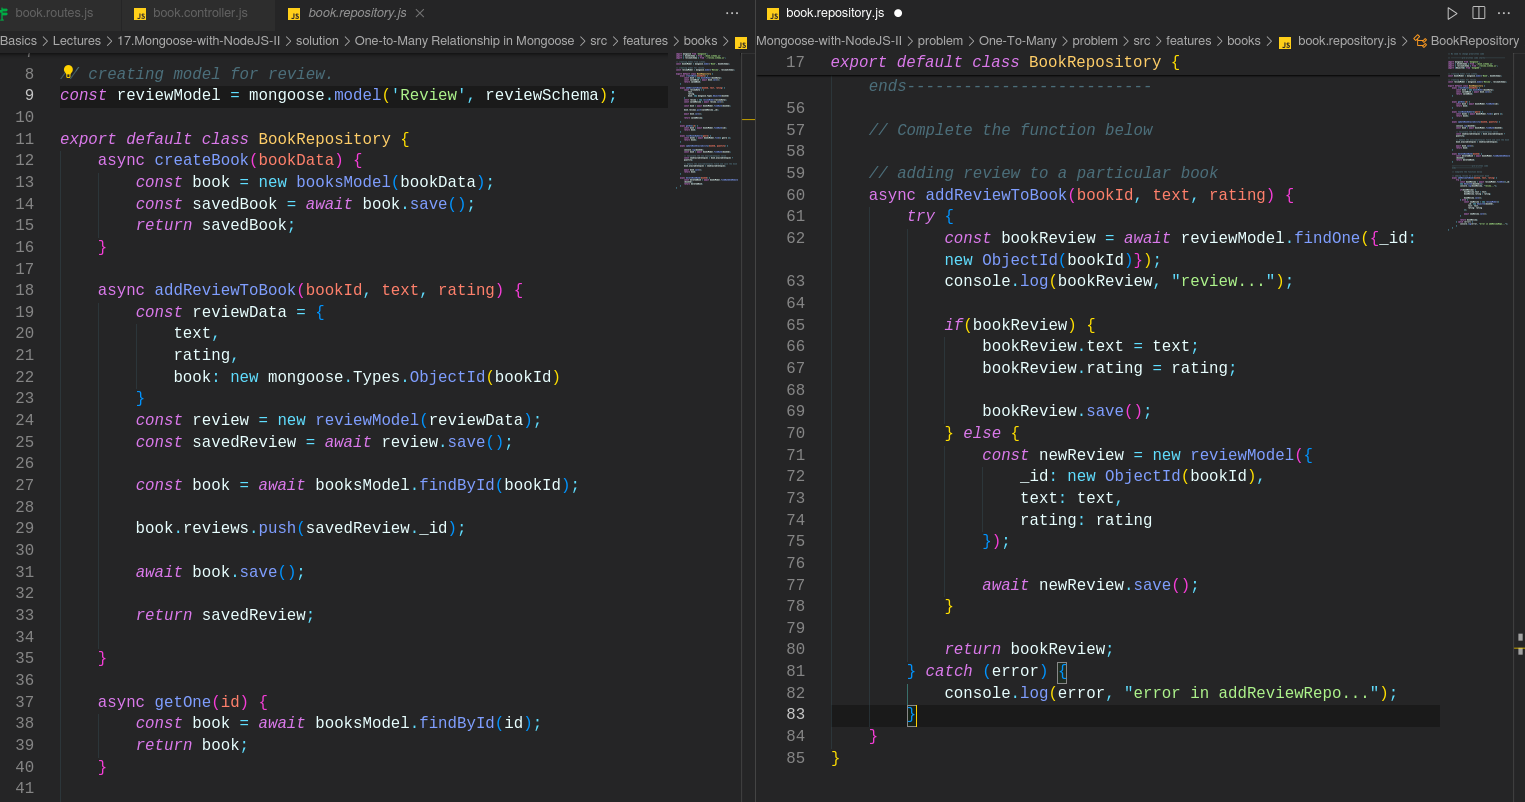 book.routes.js
book.controller.js
book.repository.js
Basics > Lectures > 17.Mongoose-with-NodeJS-II > solution > One-to-Many Relationship in Mongoose > src > features > books >
8 // creating model for review.
9 const reviewModel = mongoose.model('Review', reviewSchema);
10
11 export default class BookRepository {
12 async createBook(bookData) {
13 const book = new booksModel(bookData);
14 const savedBook = await book.save();
15 return savedBook;
16 }
17
18 async addReviewToBook(bookId, text, rating) {
19 const reviewData = {
20 text,
21 rating,
22 book: new mongoose.Types.ObjectId(bookId)
23 }
24 const review = new reviewModel(reviewData);
25 const savedReview = await review.save();
26
27 const book = await booksModel.findById(bookId);
28
29 book.reviews.push(savedReview._id);
30
31 await book.save();
32
33 return savedReview;
34
35 }
36
37 async getOne(id) {
38 const book = await booksModel.findById(id);
39 return book;
40 }
41
book.repository.js
Mongoose-with-NodeJS-II > problem > One-To-Many > problem > src > features > books > book.repository.js > BookRepository
17 export default class BookRepository {
ends--------------------------
56
57 // Complete the function below
58
59 // adding review to a particular book
60 async addReviewToBook(bookId, text, rating) {
61 try {
62 const bookReview = await reviewModel.findOne({_id:
new ObjectId(bookId)});
63 console.log(bookReview, "review...");
64
65 if(bookReview) {
66 bookReview.text = text;
67 bookReview.rating = rating;
68
69 bookReview.save();
70 } else {
71 const newReview = new reviewModel({
72 _id: new ObjectId(bookId),
73 text: text,
74 rating: rating
75 });
76
77 await newReview.save();
78 }
79
80 return bookReview;
81 } catch (error) {
82 console.log(error, "error in addReviewRepo...");
83 }
84 }
85 }